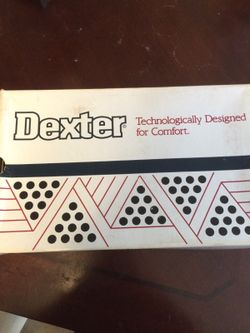 Dexter®
Technologically Designed
for Comfort.